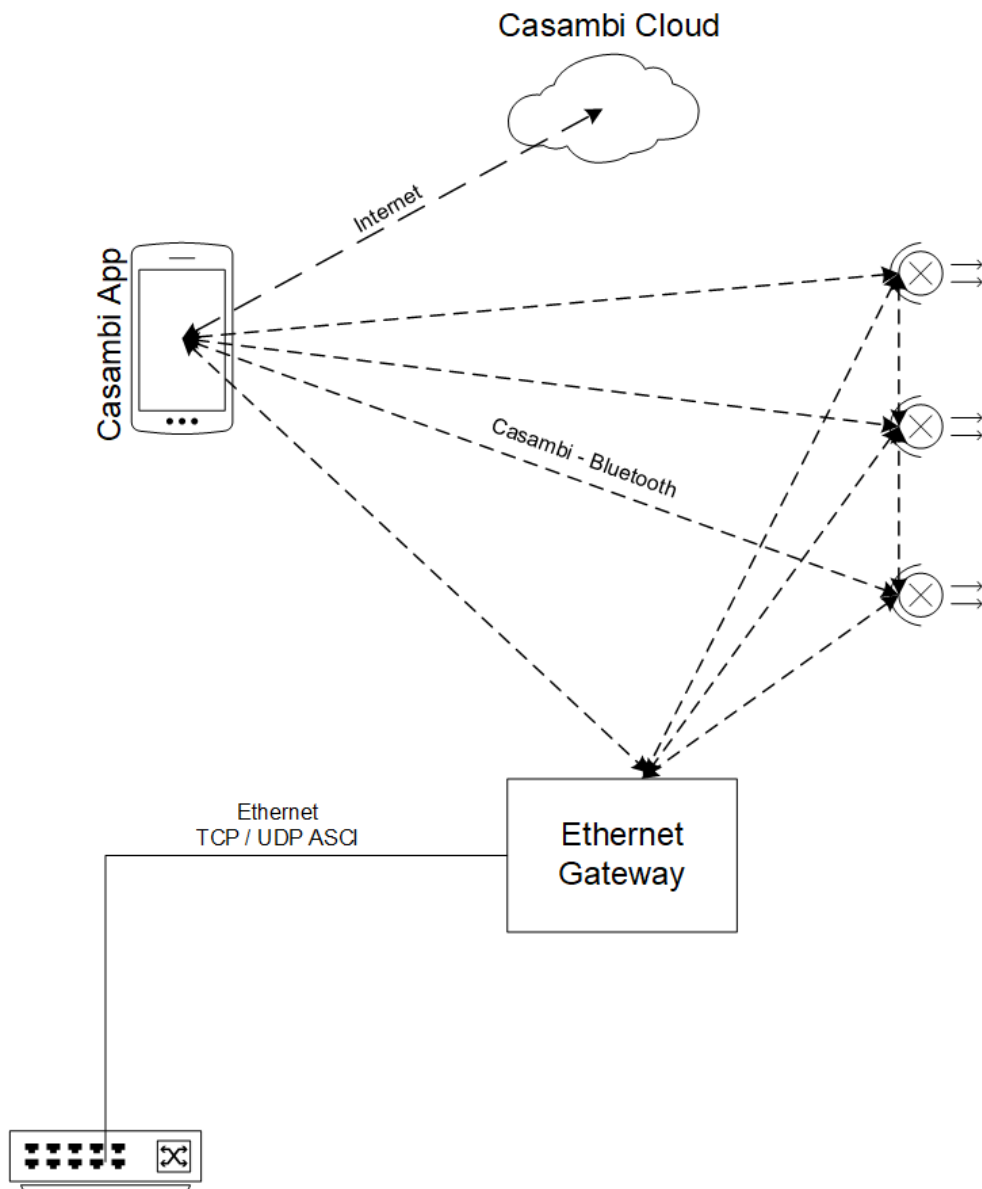 Casambi Cloud
Internet
Casambi App
Casambi - Bluetooth
Ethernet
TCP / UDP ASCI
Ethernet
Gateway